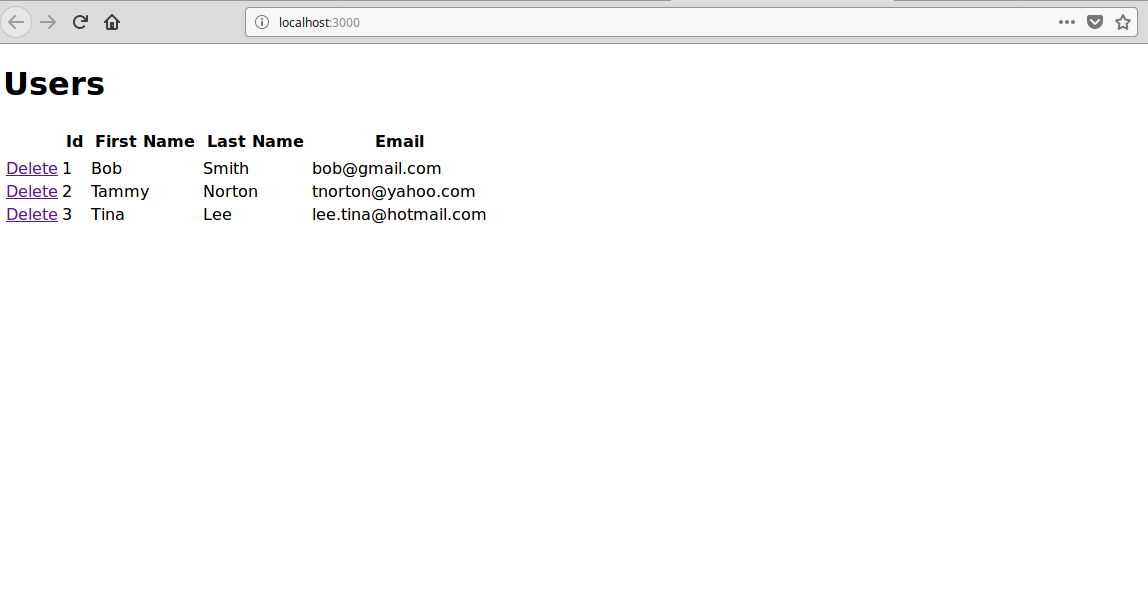 localhost:3000
Users
Id First Name Last Name Email
Delete 1 Bob Smith bob@gmail.com
Delete 2 Tammy Norton tnorton@yahoo.com
Delete 3 Tina Lee lee.tina@hotmail.com